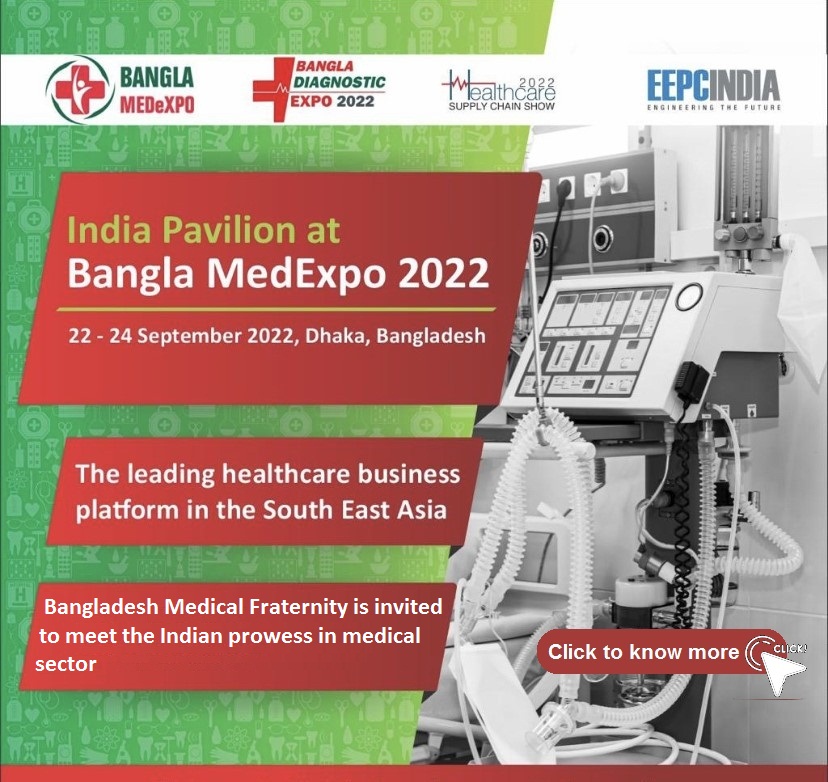 BANGLA
MEDeXPO
BANGLA
DIAGNOSTIC
EXPO 2022
2022
Healthcare
SUPPLY CHAIN SHOW
EEPCINDIA
ENGINEERING THE FUTURE
India Pavilion at
Bangla MedExpo 2022
22 - 24 September 2022, Dhaka, Bangladesh
The leading healthcare business
platform in the South East Asia
Bangladesh Medical Fraternity is invited
to meet the Indian prowess in medical
sector
Click to know more
CLICK!